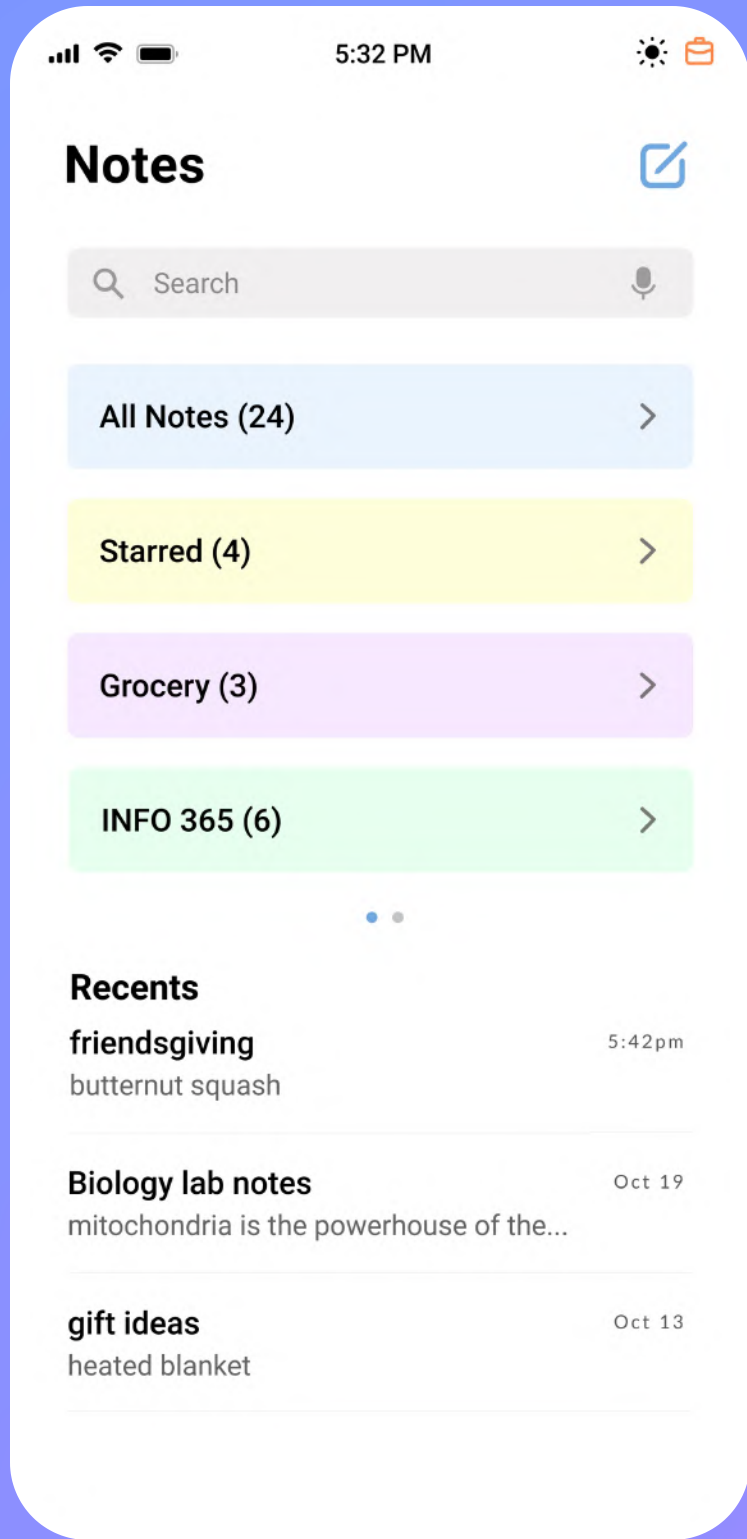 5:32 PM
Notes
Search
All Notes (24)
Starred (4)
Grocery (3)
INFO 365 (6)
Recents
friendsgiving 5:42pm
butternut squash
Biology lab notes Oct 19
mitochondria is the powerhouse of the...
gift ideas Oct 13
heated blanket